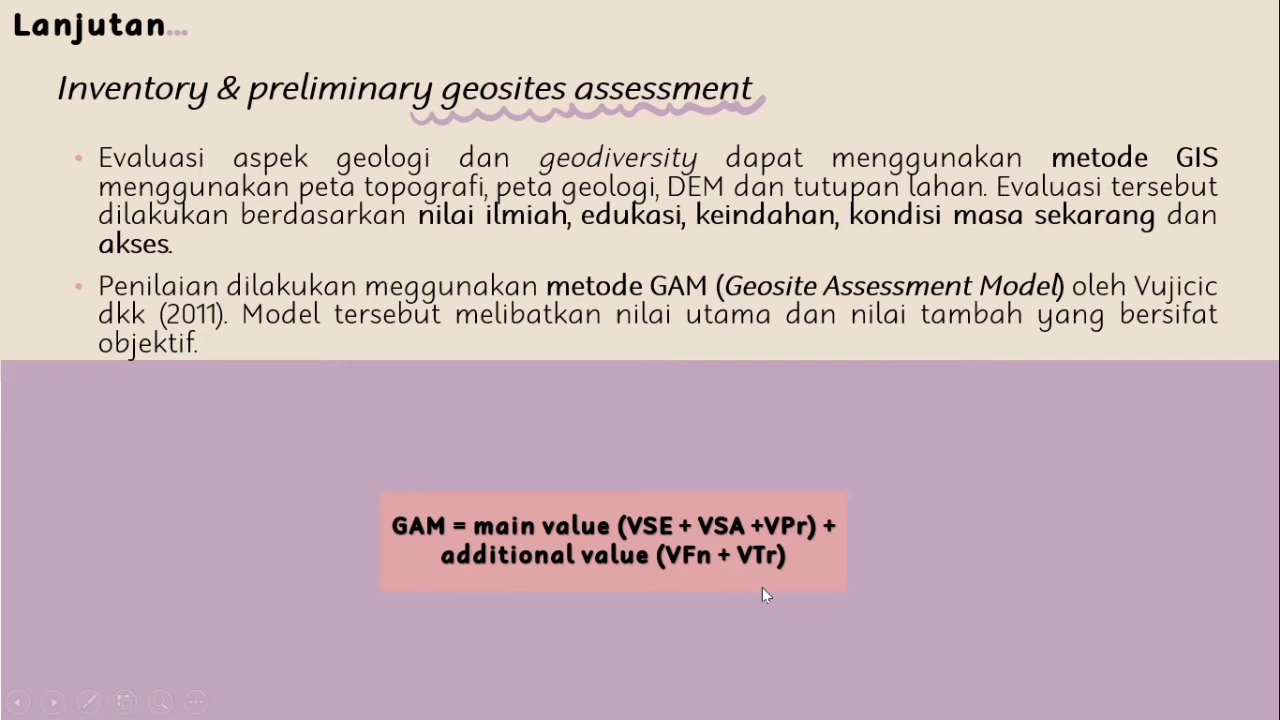 Lanjutan...
Inventory & preliminary geosites assessment
• Evaluasi aspek geologi dan geodiversity dapat menggunakan metode GIS
menggunakan peta topografi, peta geologi, DEM dan tutupan lahan. Evaluasi tersebut
dilakukan berdasarkan nilai ilmiah, edukasi, keindahan, kondisi masa sekarang dan
akses.
• Penilaian dilakukan meggunakan metode GAM (Geosite Assessment Model) oleh Vujicic
dkk (2011). Model tersebut melibatkan nilai utama dan nilai tambah yang bersifat
objektif.
GAM = main value (VSE + VSA +VPr) +
additional value (VFn + VTr)